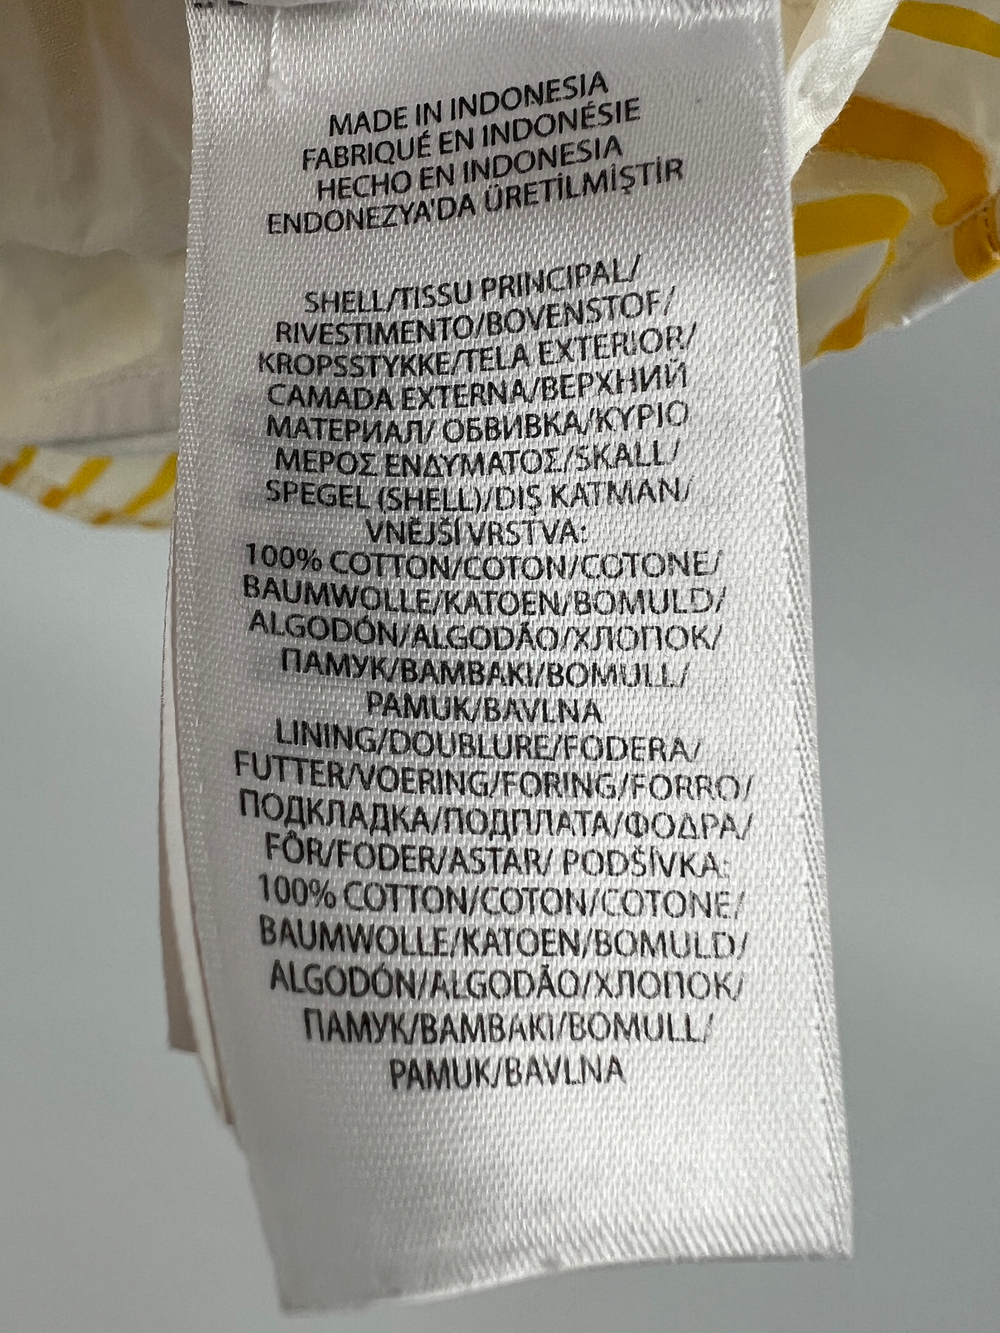 MADE IN INDONESIA
FABRIQUÉ EN INDONÉSIE
HECHO EN INDONESIA
ENDONEZYA'DA ÜRETİLMİŞTİR
SHELL/TISSU PRINCIPAL/
RIVESTIMENTO/BOVENSTOF/
KROPSSTYKKE/TELA EXTERIOR/
CAMADA EXTERNA/ВЕРХНИЙ
МАТЕРИАЛ/ ОБВИВКА/ΚΥΡΙΟ
ΜΕΡΟΣ ΕΝΔΥΜΑΤΟΣ/SKALL/
SPEGEL (SHELL)/DIŞ KATMAN/
VNĚJŠÍ VRSTVA:
100% COTTON/COTON/COTONE/
BAUMWOLLE/KATOEN/BOMULD/
ALGODÓN/ALGODÃO/ХЛОПОК/
ПАМУК/BAMBAKI/BOMULL/
PAMUK/BAVLNA
LINING/DOUBLURE/FODERA/
FUTTER/VOERING/FORING/FORRO/
ПОДКЛАДКА/ПОДПЛАТА/ΦΟΔΡΑ/
FÔR/FODER/ASTAR/ PODŠÍVKA:
100% COTTON/COTON/COTONE/
BAUMWOLLE/KATOEN/BOMULD/
ALGODÓN/ALGODÃO/ХЛОПОК/
ПАМУК/BAMBAKI/BOMULL/
PAMUK/BAVLNA